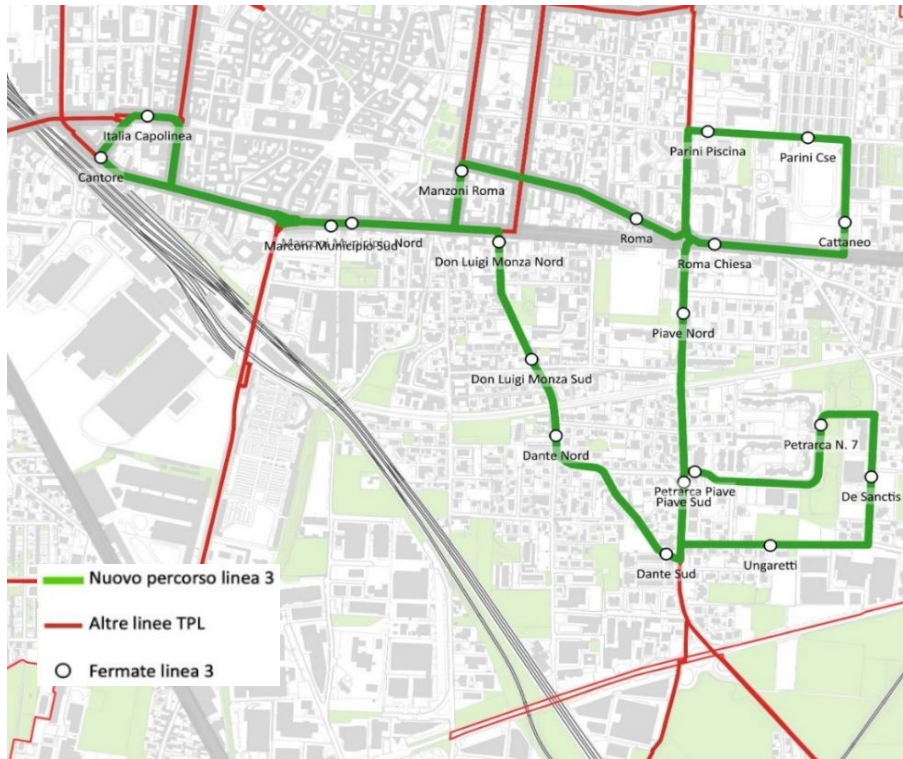 Italia Capolinea
Cantore
Parini Piscina
Parini Cse
Manzoni Roma
Roma
Cattaneo
Marconi Municipio Nord
Marconi Municipio Sud
Don Luigi Monza Nord
Roma Chiesa
Piave Nord
Don Luigi Monza Sud
Dante Nord
Petrarca N. 7
Petrarca Piave
De Sanctis
Piave Sud
Dante Sud
Ungaretti
Nuovo percorso linea 3
Altre linee TPL
Fermate linea 3